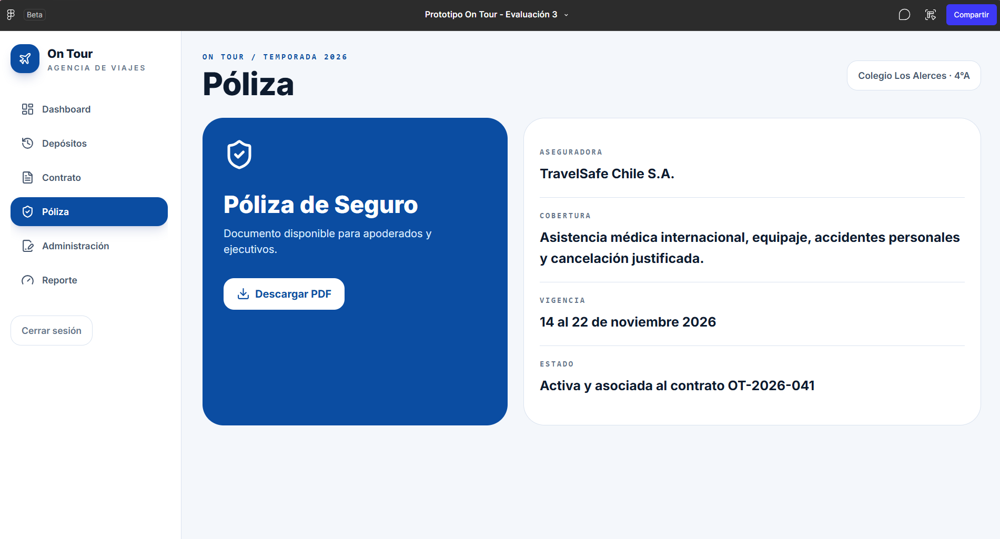 Beta
Prototipo On Tour - Evaluación 3
Compartir
On Tour
AGENCIA DE VIAJES
Dashboard
Depósitos
Contrato
Póliza
Administración
Reporte
Cerrar sesión
ON TOUR / TEMPORADA 2026
Póliza
Colegio Los Alerces · 4°A
Póliza de Seguro
Documento disponible para apoderados y
ejecutivos.
Descargar PDF
ASEGURADORA
TravelSafe Chile S.A.
COBERTURA
Asistencia médica internacional, equipaje, accidentes personales
y cancelación justificada.
VIGENCIA
14 al 22 de noviembre 2026
ESTADO
Activa y asociada al contrato OT-2026-041